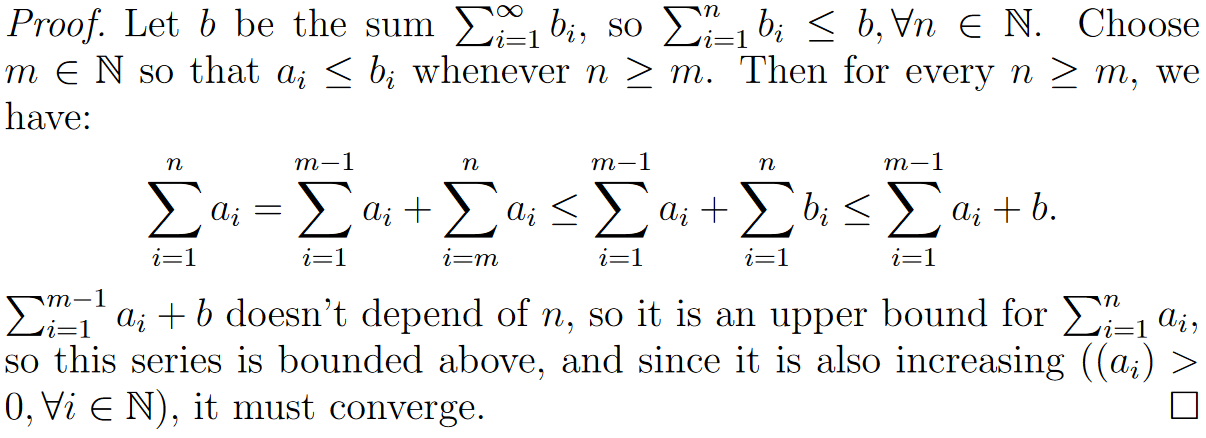 Proof. Let b be the sum ∑_{i=1}^{∞} b_i, so ∑_{i=1}^{n} b_i ≤ b, ∀n ∈ ℕ. Choose
m ∈ ℕ so that a_i ≤ b_i whenever n ≥ m. Then for every n ≥ m, we
have:
∑_{i=1}^{n} a_i = ∑_{i=1}^{m−1} a_i + ∑_{i=m}^{n} a_i ≤ ∑_{i=1}^{m−1} a_i + ∑_{i=1}^{n} b_i ≤ ∑_{i=1}^{m−1} a_i + b.
∑_{i=1}^{m−1} a_i + b doesn't depend of n, so it is an upper bound for ∑_{i=1}^{n} a_i,
so this series is bounded above, and since it is also increasing ((a_i) >
0, ∀i ∈ ℕ), it must converge. □